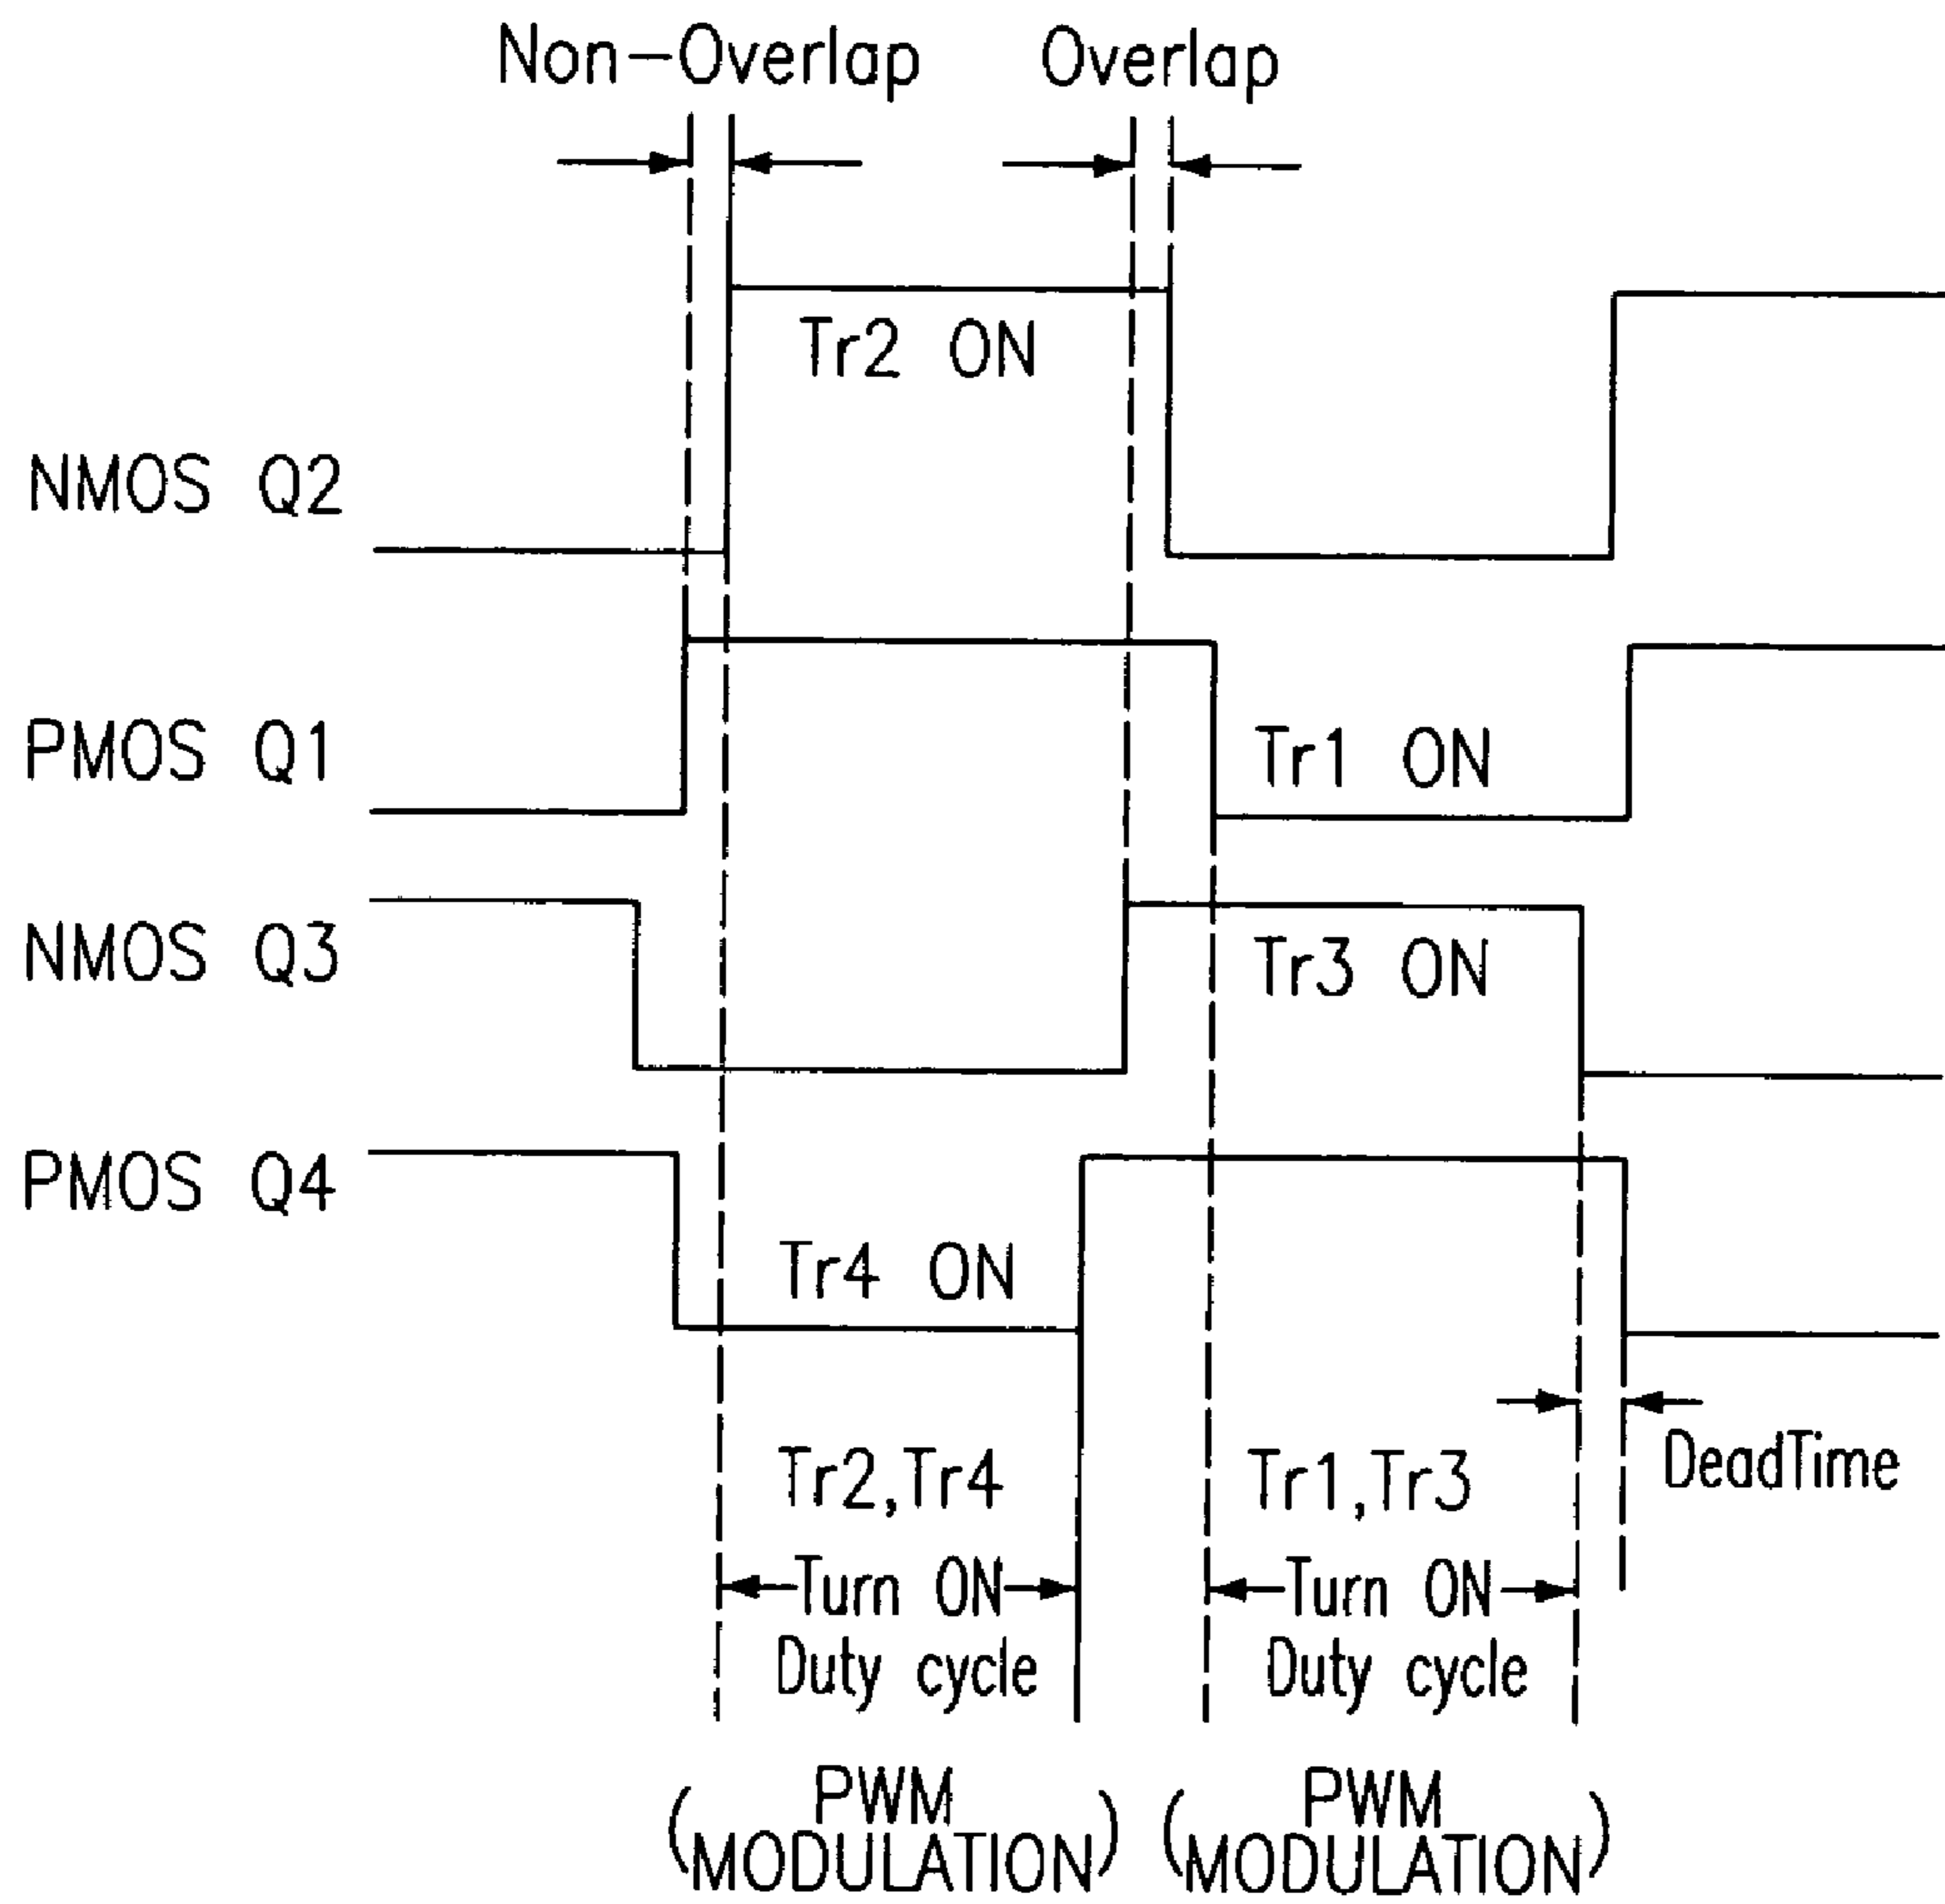 Non-Overlap Overlap
Tr2 ON
NMOS Q2
PMOS Q1
Tr1 ON
NMOS Q3
Tr3 ON
PMOS Q4
Tr4 ON
DeadTime
Tr2,Tr4
Turn ON
Duty cycle
(PWM
MODULATION)
Tr1,Tr3
Turn ON
Duty cycle
(PWM
MODULATION)